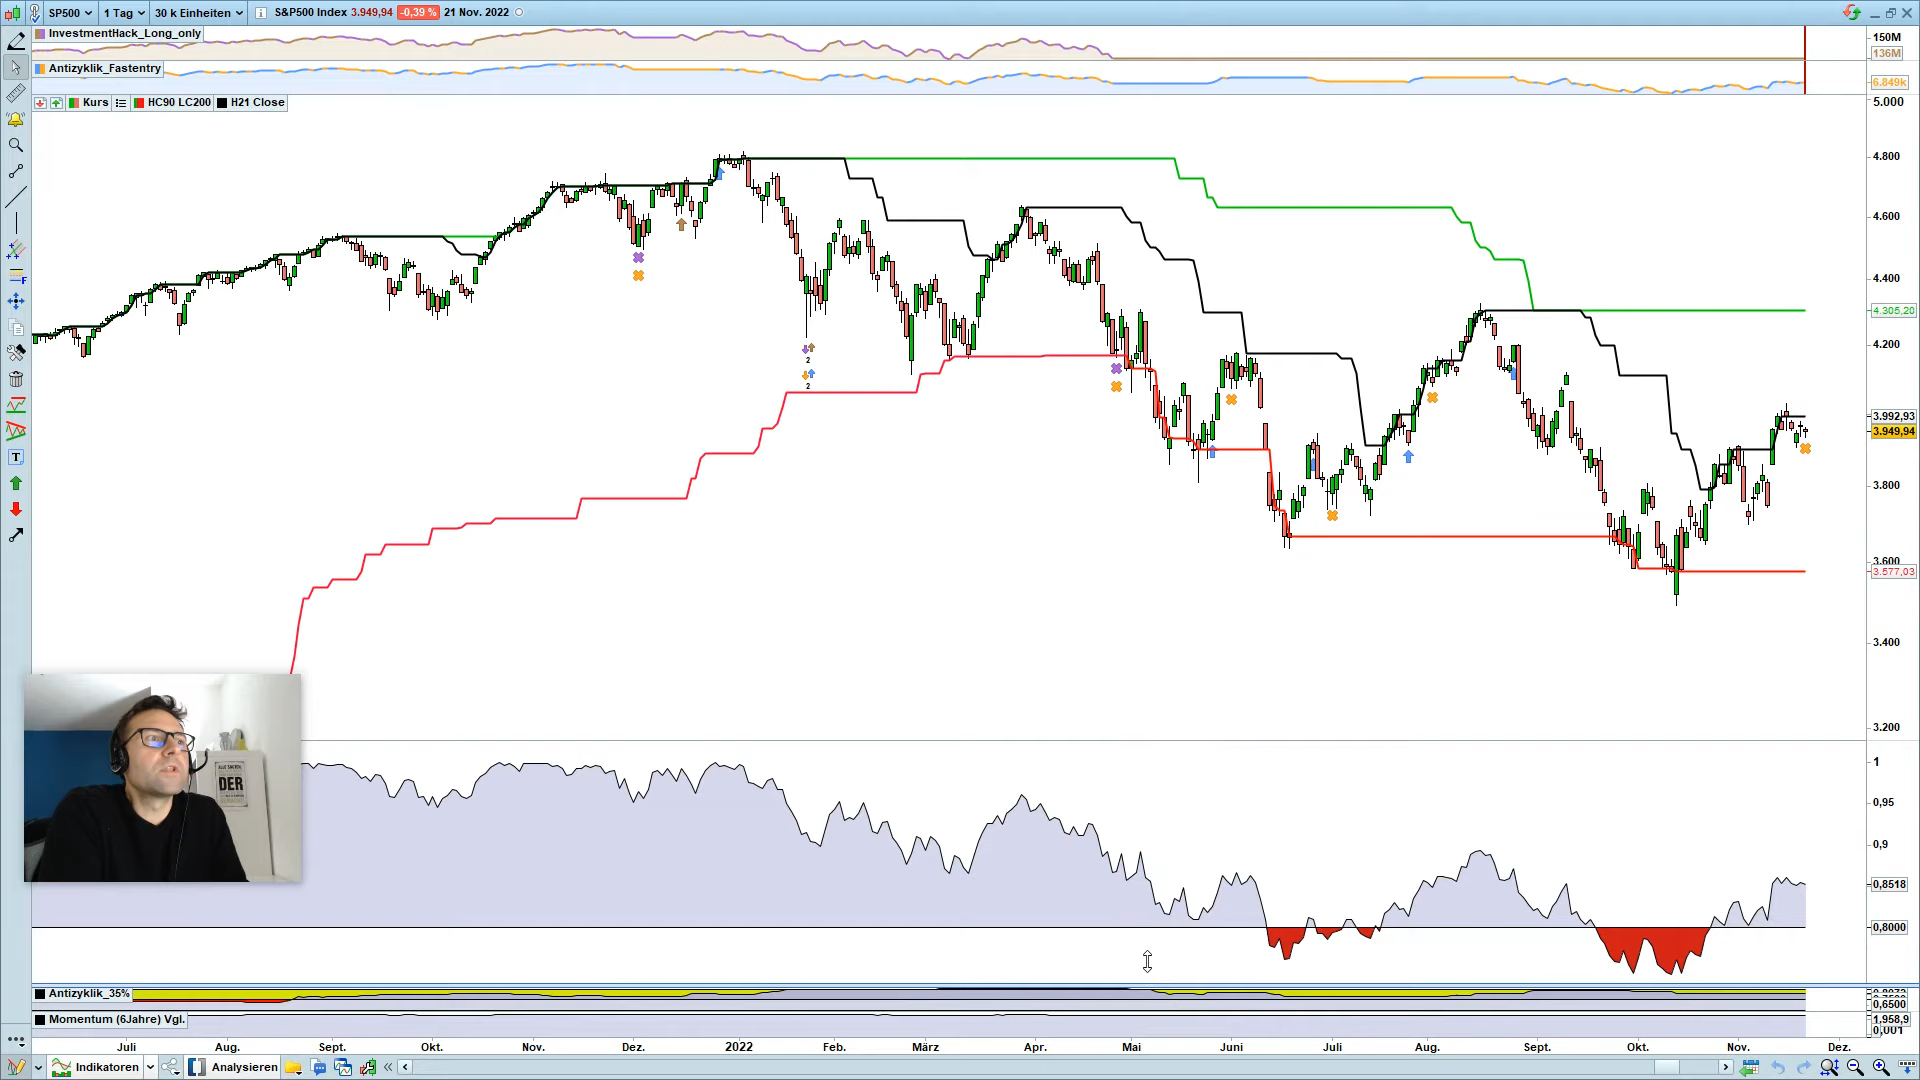 SP500 1 Tag 30 k Einheiten S&P500 Index 3.949,94 -0,39 % 21 Nov. 2022
InvestmentHack_Long_only
150M
136M
Antizyklik_Fastentry
6.849k
Kurs HC90 LC200 H21 Close
5.000
4.800
4.600
4.400
4.305,20
4.200
3.992,93
3.949,94
3.800
3.600
3.577,03
3.400
3.200
2
2
F
T
DER
1
0,95
0,9
0,8518
0,8000
Antizyklik_35%
0,6500
Momentum (6Jahre) Vgl.
1.958,9
0,001
Juli Aug. Sept. Okt. Nov. Dez. 2022 Feb. März Apr. Mai Juni Juli Aug. Sept. Okt. Nov. Dez.
Indikatoren Analysieren